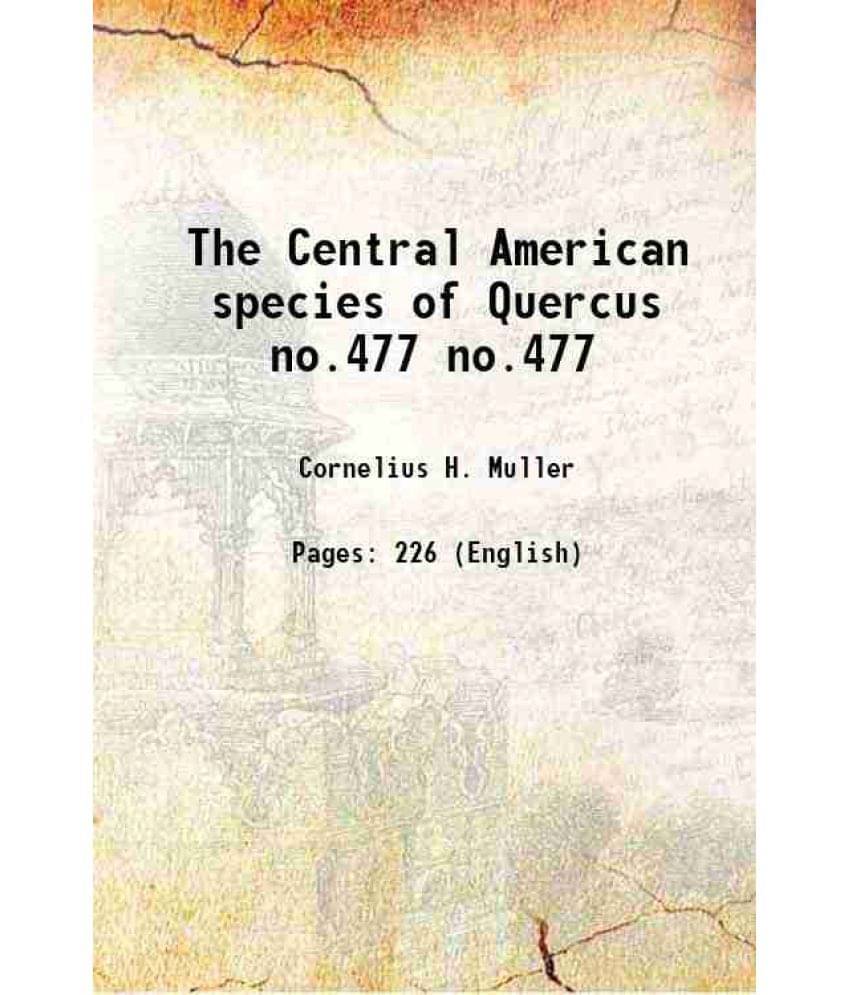 The Central American
species of Quercus
no.477 no.477
Cornelius H. Muller
Pages: 226 (English)